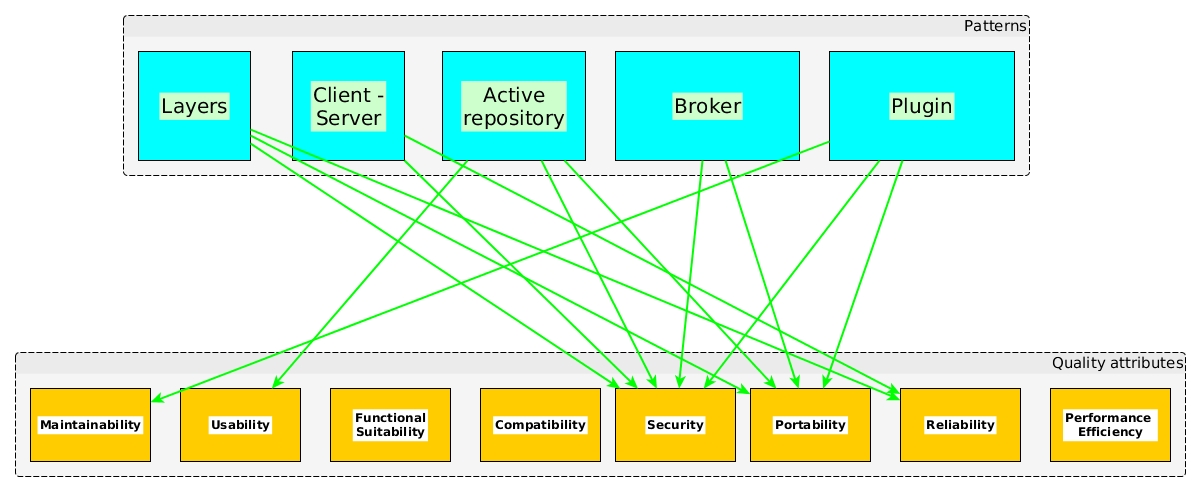 Patterns
Layers
Client -
Server
Active
repository
Broker
Plugin
Quality attributes
Maintainability
Usability
Functional
Suitability
Compatibility
Security
Portability
Reliability
Performance
Efficiency